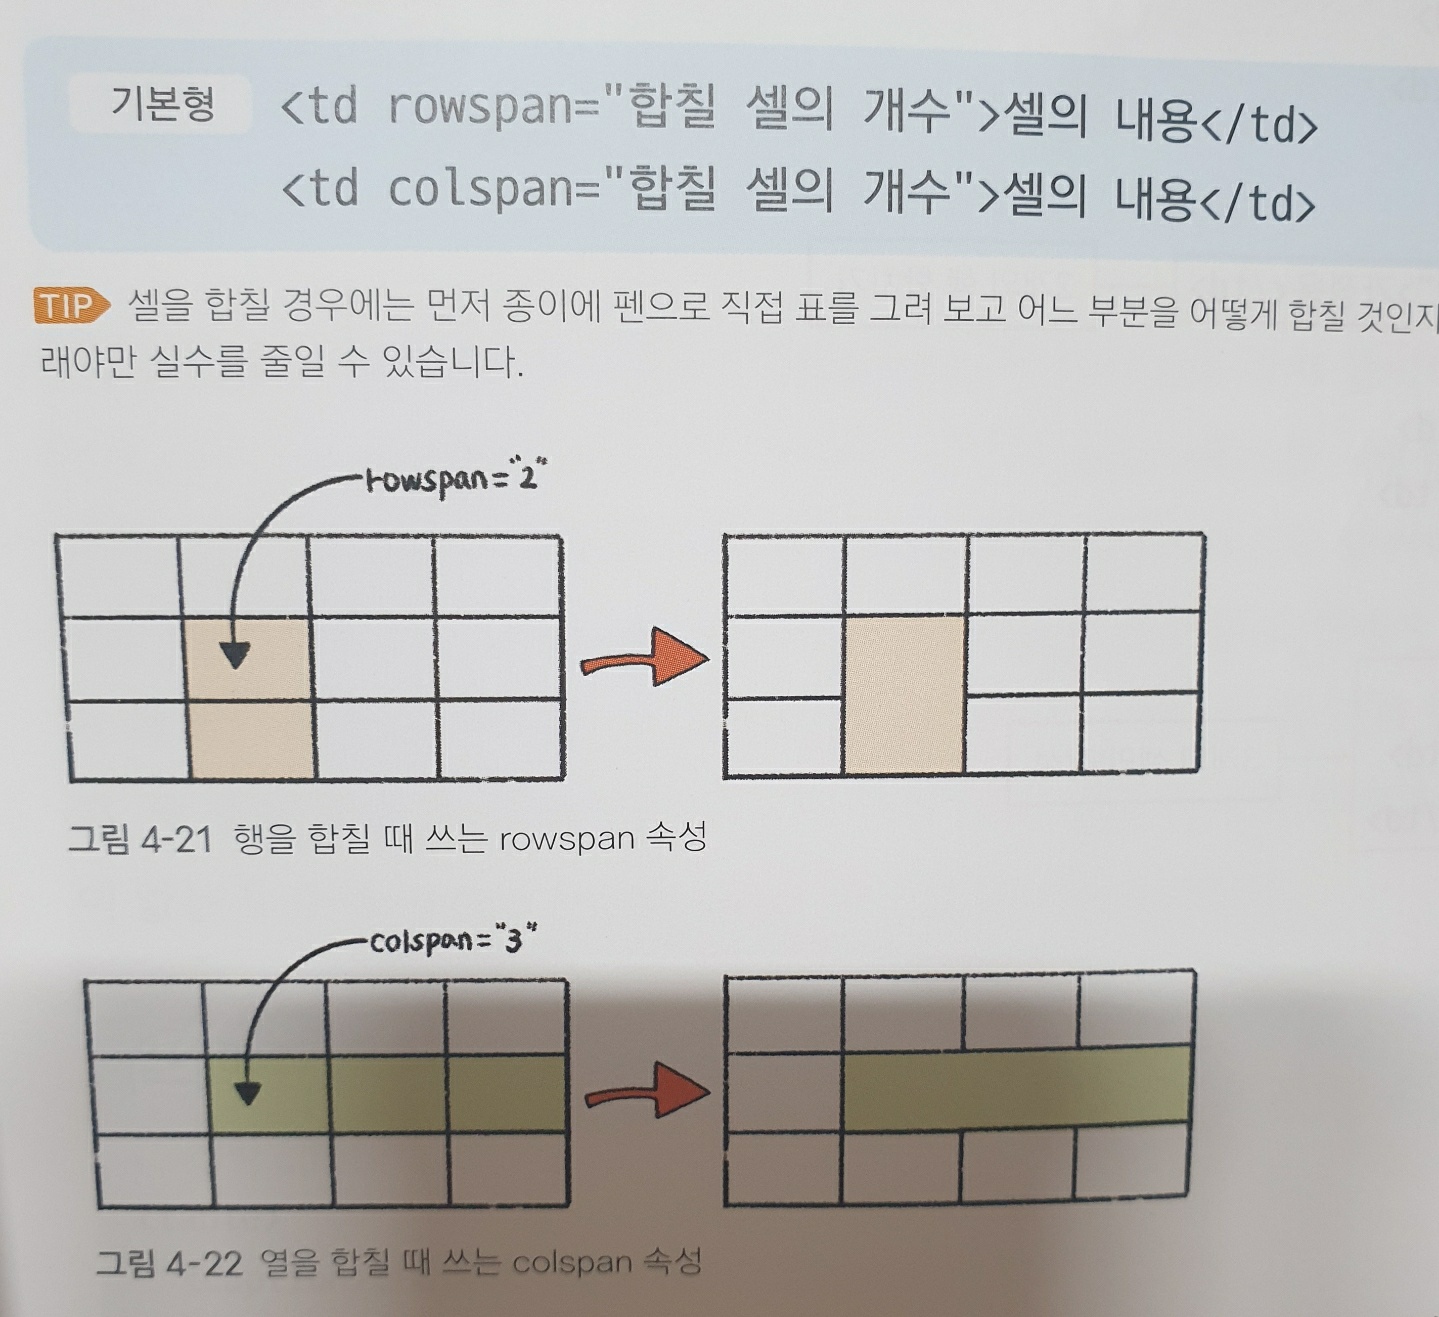 기본형 <td rowspan="합칠 셀의 개수">셀의 내용</td>
<td colspan="합칠 셀의 개수">셀의 내용</td>
TIP 셀을 합칠 경우에는 먼저 종이에 펜으로 직접 표를 그려 보고 어느 부분을 어떻게 합칠 것인지
래야만 실수를 줄일 수 있습니다.
rowspan="2"
그림 4-21 행을 합칠 때 쓰는 rowspan 속성
colspan="3"
그림 4-22 열을 합칠 때 쓰는 colspan 속성